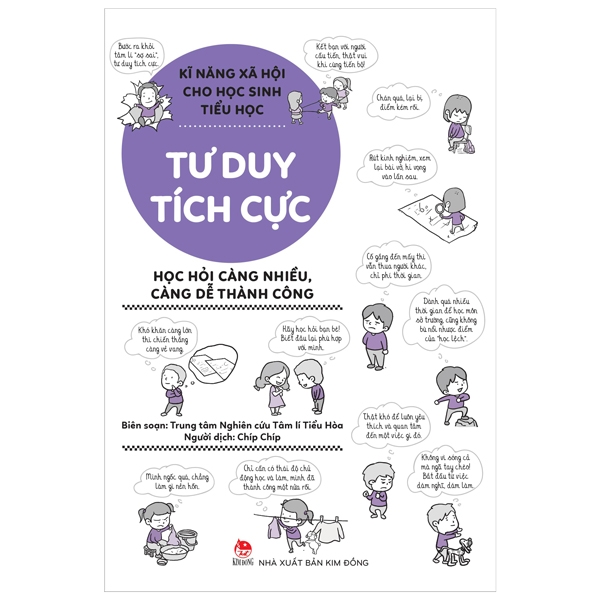 Bước ra khỏi
tâm lí "sợ sai",
tư duy tích cực.
Kết bạn với người
cầu tiến, thật vui
khi cùng tiến bộ!
KĨ NĂNG XÃ HỘI
CHO HỌC SINH
TIỂU HỌC
TƯ DUY
TÍCH CỰC
HỌC HỎI CÀNG NHIỀU,
CÀNG DỄ THÀNH CÔNG
Chán quá, lại bị
điểm kém rồi.
Rút kinh nghiệm, xem
lại bài và hi vọng
vào lần sau.
Cố gắng đến mấy thì
vẫn thua người khác,
chỉ phí thời gian.
Dành quá nhiều
thời gian để học môn
sở trường, cũng không
bù nổi nhược điểm
của "học lệch".
Khó khăn càng lớn
thì chiến thắng
càng vẻ vang.
Hãy học hỏi bạn bè!
Biết đâu lại phù hợp
với mình.
Biên soạn: Trung tâm Nghiên cứu Tâm lí Tiểu Hòa
Người dịch: Chíp Chíp
Thật khó để luôn yêu
thích và quan tâm
đến một việc gì đó.
Không vì sóng cả
mà ngã tay chèo!
Bắt đầu từ việc
dám nghĩ, dám làm.
Mình ngốc quá, chẳng
làm gì nên hồn.
Chỉ cần có thái độ chủ
động học và làm, mình đã
thành công một nửa rồi.
KIM ĐỒNG
NHÀ XUẤT BẢN KIM ĐỒNG